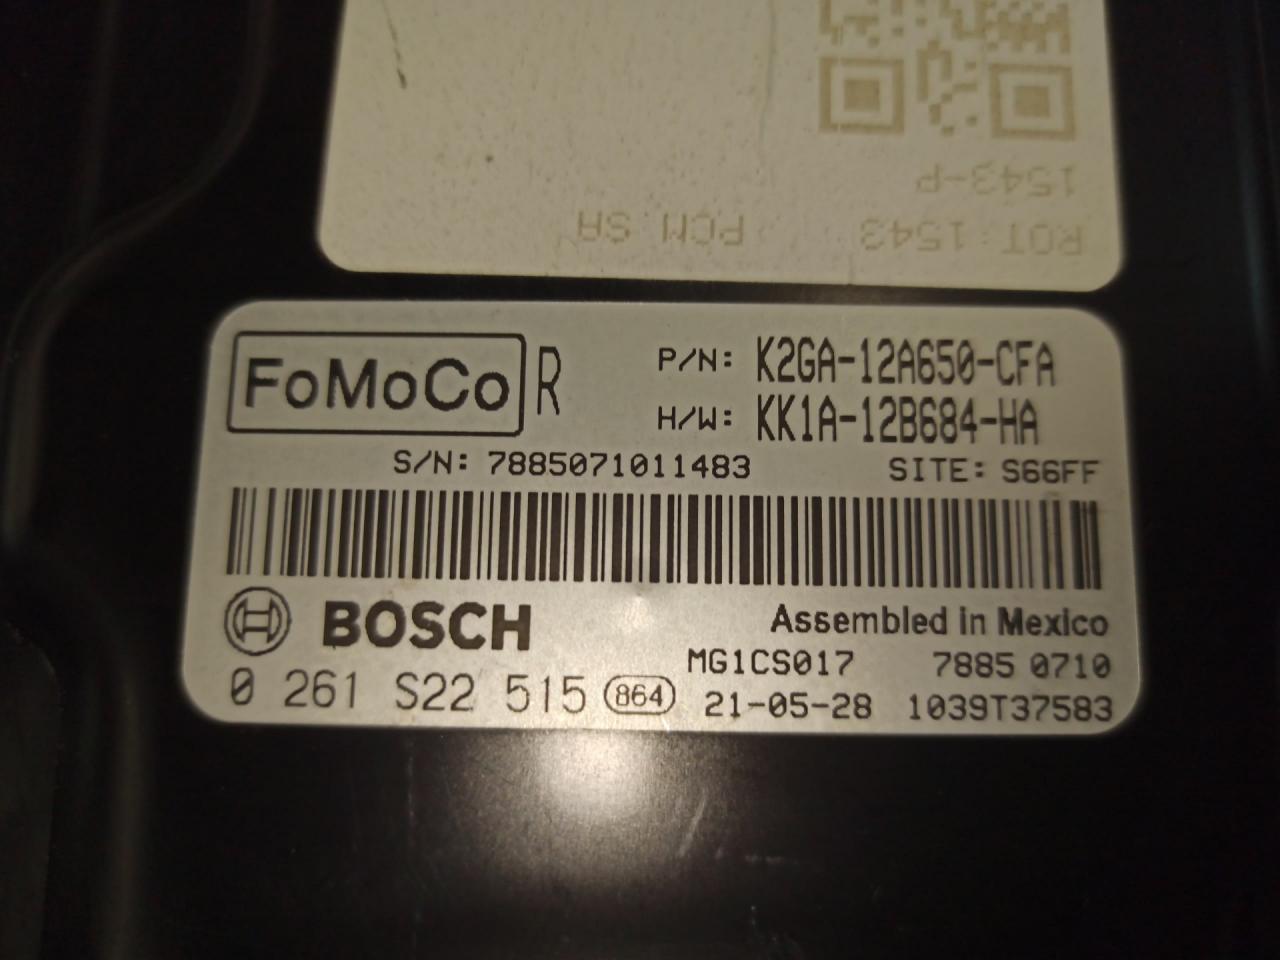 1543-P
ROT: 1543 PCM SA
FoMoCo R P/N: K2GA-12A650-CFA
H/W: KK1A-12B684-HA
S/N: 7885071011483 SITE: S66FF
BOSCH Assembled in Mexico
MG1CS017 7885 0710
0 261 S22 515 864 21-05-28 1039T37583